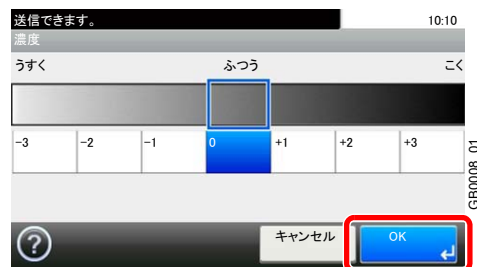 送信できます。 10:10
濃度
うすく ふつう こく
-3 -2 -1 0 +1 +2 +3
? キャンセル OK
GB0008_01